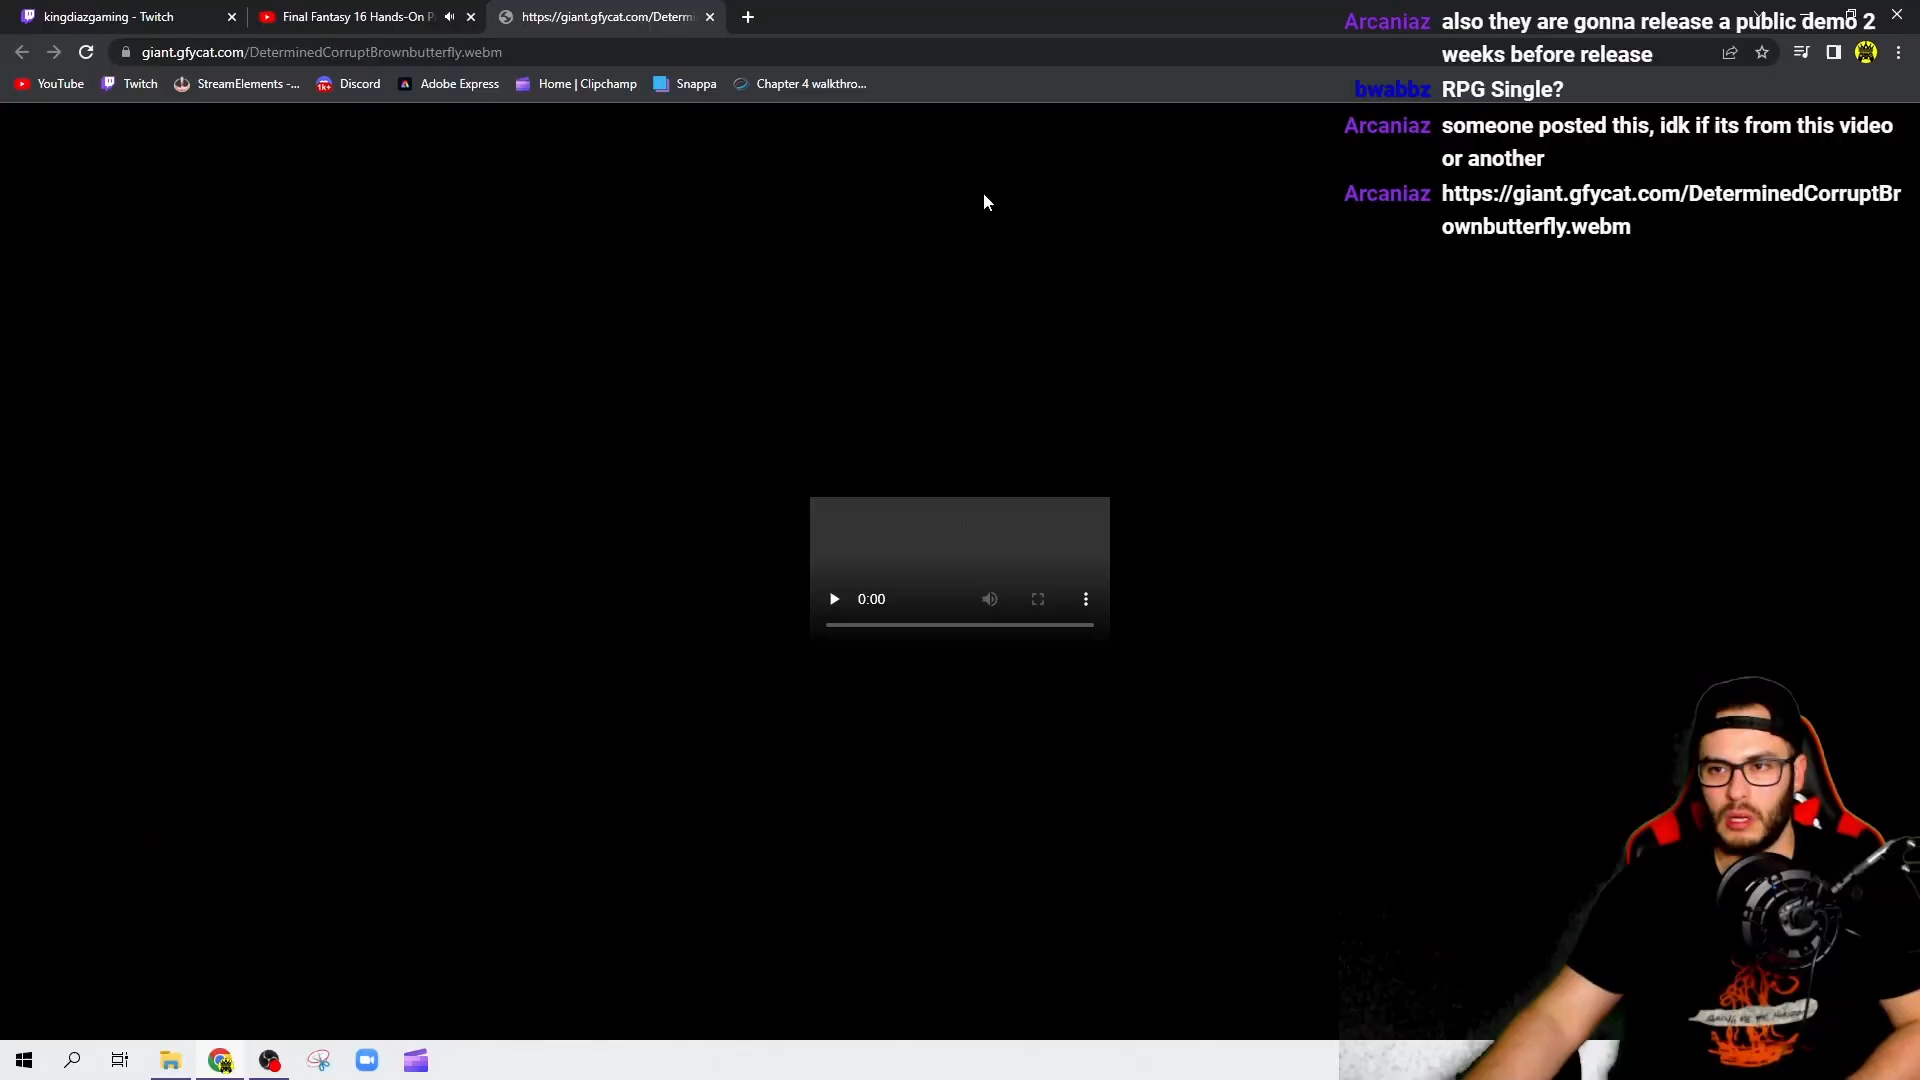 kingdiazgaming - Twitch
Final Fantasy 16 Hands-On P
https://giant.gfycat.com/Determi
giant.gfycat.com/DeterminedCorruptBrownbutterfly.webm
YouTube
Twitch
StreamElements -...
1k+
Discord
Adobe Express
Home | Clipchamp
Snappa
Chapter 4 walkthro...
Arcaniaz also they are gonna release a public demo 2
weeks before release
bwabbz RPG Single?
Arcaniaz someone posted this, idk if its from this video
or another
Arcaniaz https://giant.gfycat.com/DeterminedCorruptBr
ownbutterfly.webm
0:00